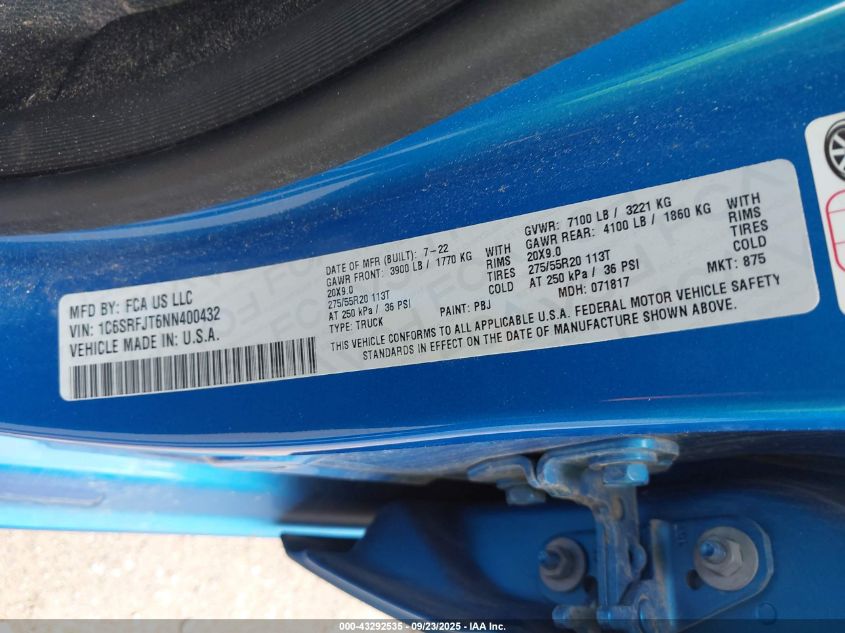 MFD BY: FCA US LLC
VIN: 1C6SRFJT6NN400432
VEHICLE MADE IN: U.S.A.
DATE OF MFR (BUILT): 7-22
GAWR FRONT: 3900 LB / 1770 KG WITH
20X9.0 RIMS
275/55R20 113T TIRES
AT 250 kPa / 36 PSI COLD
TYPE: TRUCK
PAINT: PBJ
GVWR: 7100 LB / 3221 KG
GAWR REAR: 4100 LB / 1860 KG WITH
20X9.0 RIMS
275/55R20 113T TIRES
AT 250 kPa / 36 PSI COLD
MDH: 071817 MKT: 875
THIS VEHICLE CONFORMS TO ALL APPLICABLE U.S.A. FEDERAL MOTOR VEHICLE SAFETY
STANDARDS IN EFFECT ON THE DATE OF MANUFACTURE SHOWN ABOVE.
000-43292535 - 09/23/2025 - IAA Inc.